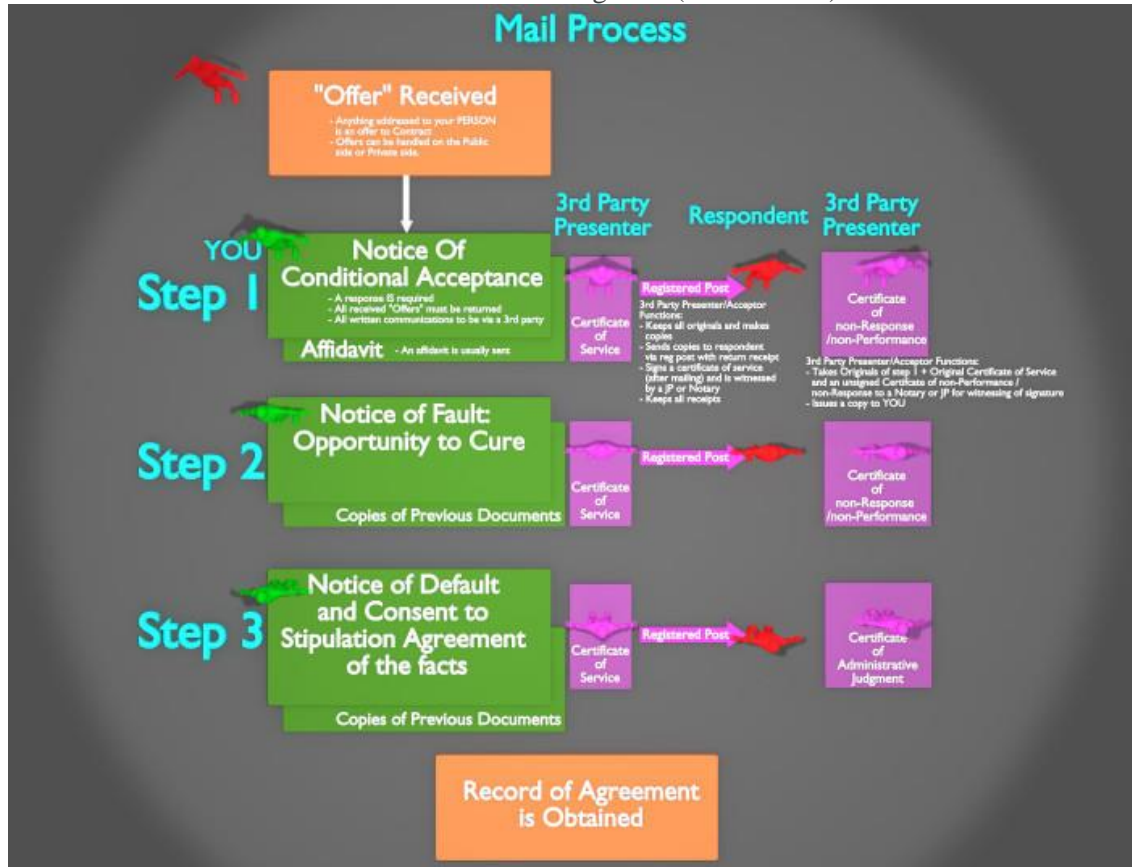 Mail Process
"Offer" Received
- Anything addressed to your PERSON
is an offer to Contract
- Offers can be handled on the Public
side or Private side.
3rd Party
Presenter
Respondent
3rd Party
Presenter
YOU
Step 1
Notice Of
Conditional Acceptance
- A response IS required
- All received "Offers" must be returned
- All written communications to be via a 3rd party
Affidavit - An affidavit is usually sent
Certificate
of
Service
Registered Post
3rd Party Presenter/Acceptor
Functions:
- Keeps all originals and makes
copies
- Sends copies to respondent
via reg post with return receipt
- Signs a certificate of service
(after mailing) and is witnessed
by a JP or Notary
- Keeps all receipts
Certificate
of
non-Response
/non-Performance
3rd Party Presenter/Acceptor Functions:
- Takes Originals of step 1 + Original Certificate of Service
and an unsigned Certificate of non-Performance /
non-Response to a Notary or JP for witnessing of signature
- Issues a copy to YOU
Step 2
Notice of Fault:
Opportunity to Cure
Copies of Previous Documents
Certificate
of
Service
Registered Post
Certificate
of
non-Response
/non-Performance
Step 3
Notice of Default
and Consent to
Stipulation Agreement
of the facts
Copies of Previous Documents
Certificate
of
Service
Registered Post
Certificate
of
Administrative
Judgment
Record of Agreement
is Obtained